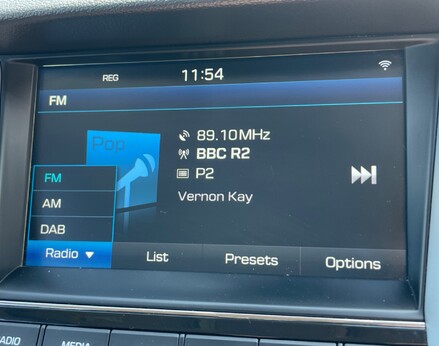 REG 11:54
FM
Pop
89.10MHz
BBC R2
P2
Vernon Kay
FM
AM
DAB
Radio List Presets Options
RADIO MEDIA